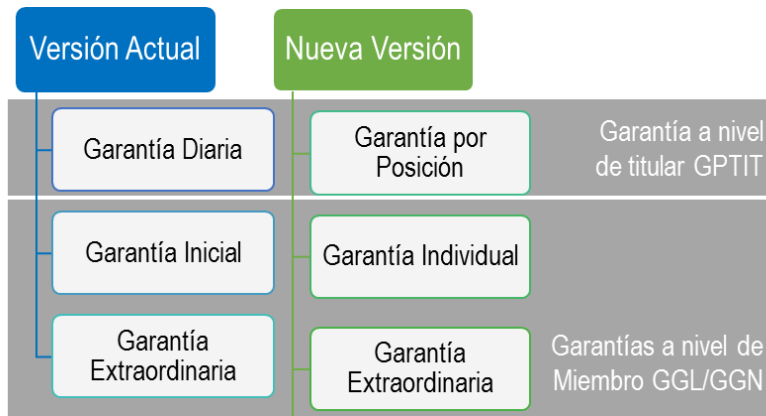 Versión Actual
Nueva Versión
Garantía Diaria
Garantía por
Posición
Garantía a nivel
de titular GPTIT
Garantía Inicial
Garantía Individual
Garantía
Extraordinaria
Garantía
Extraordinaria
Garantías a nivel de
Miembro GGL/GGN